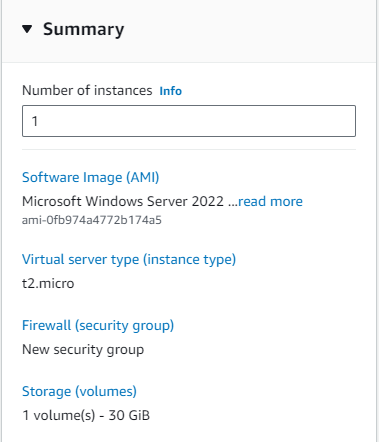 Summary
Number of instances Info
1
Software Image (AMI)
Microsoft Windows Server 2022 ...read more
ami-0fb974a4772b174a5
Virtual server type (instance type)
t2.micro
Firewall (security group)
New security group
Storage (volumes)
1 volume(s) - 30 GiB